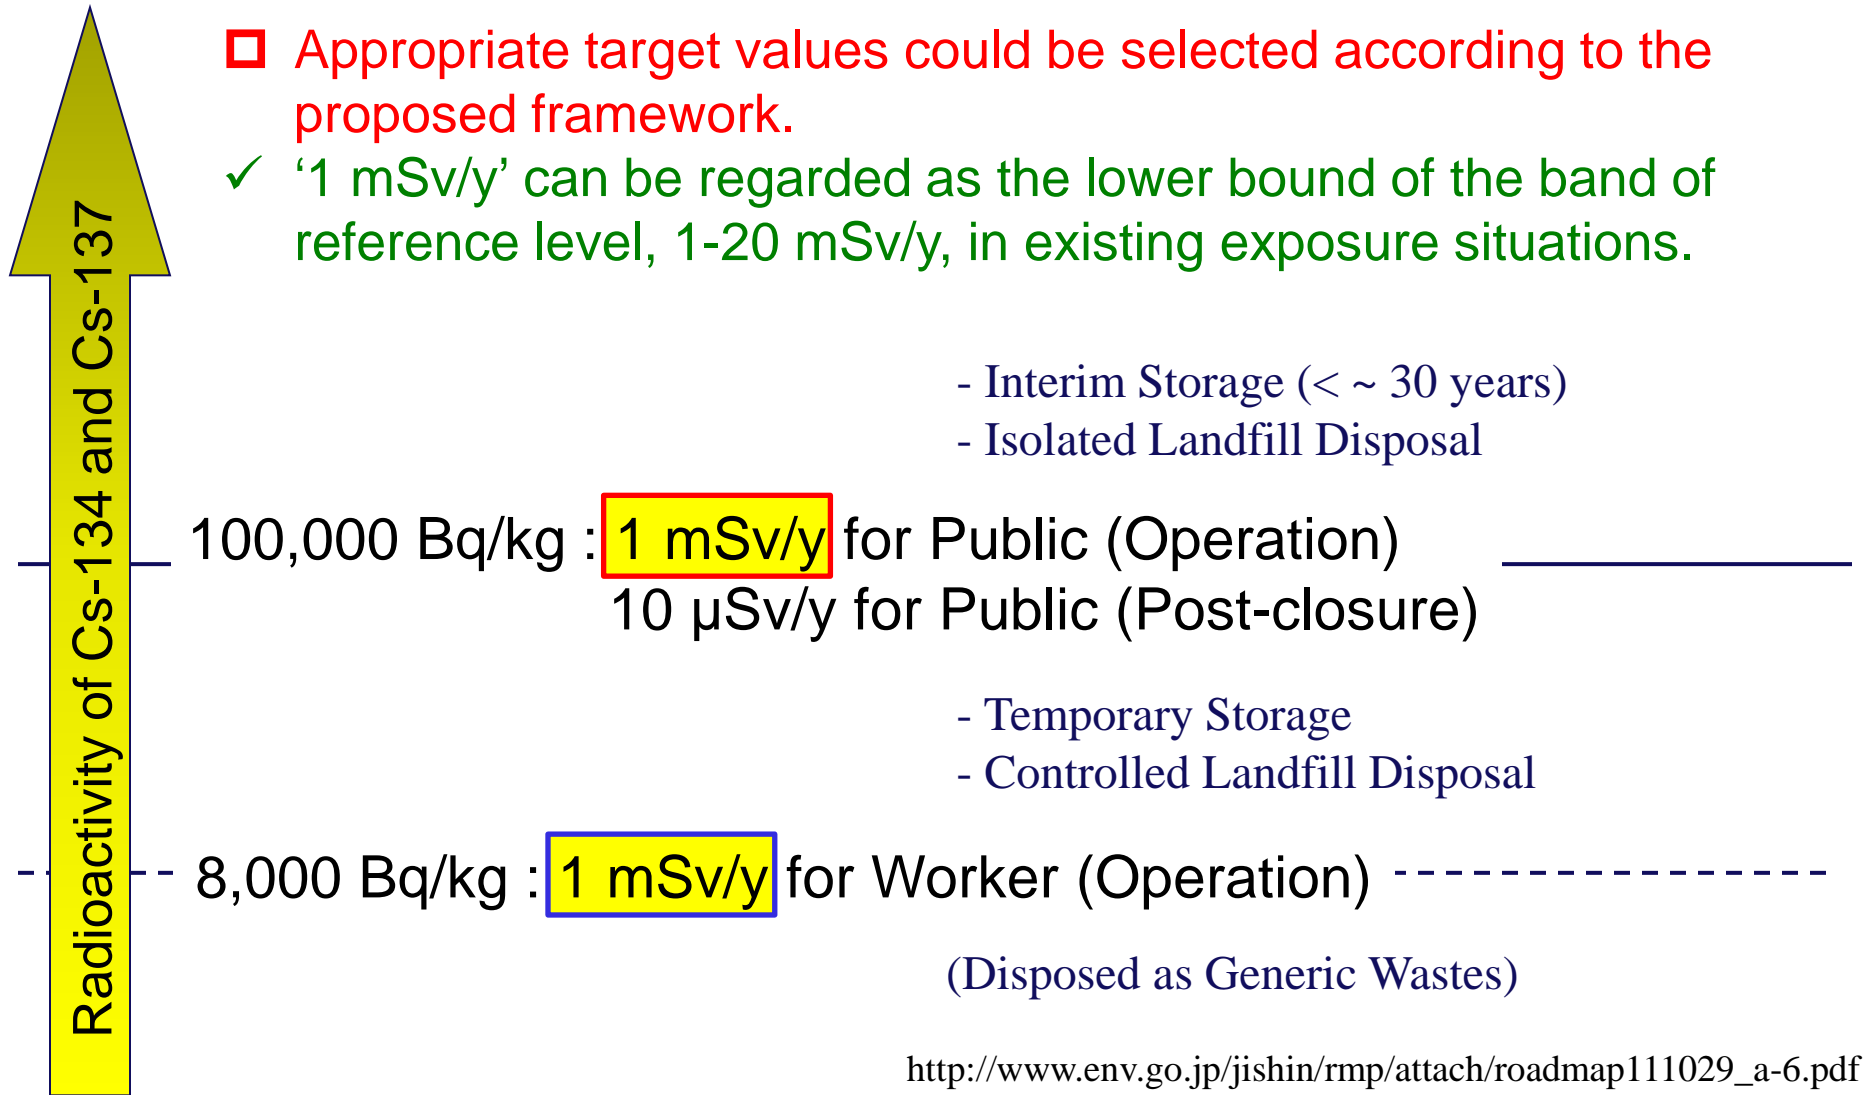 Appropriate target values could be selected according to the
proposed framework.
✓ ‘1 mSv/y’ can be regarded as the lower bound of the band of
reference level, 1-20 mSv/y, in existing exposure situations.
Radioactivity of Cs-134 and Cs-137
- Interim Storage (< ~ 30 years)
- Isolated Landfill Disposal
100,000 Bq/kg : 1 mSv/y for Public (Operation)
10 μSv/y for Public (Post-closure)
- Temporary Storage
- Controlled Landfill Disposal
8,000 Bq/kg : 1 mSv/y for Worker (Operation)
(Disposed as Generic Wastes)
http://www.env.go.jp/jishin/rmp/attach/roadmap111029_a-6.pdf